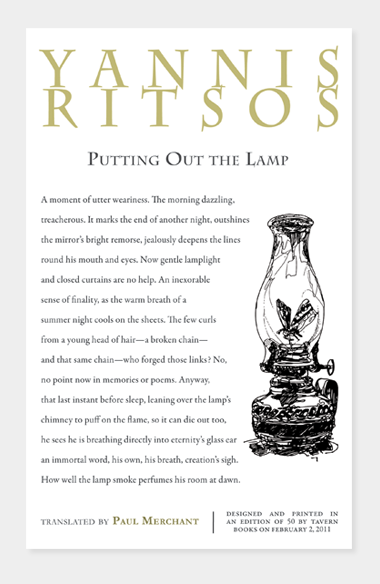 YANNIS
RITSOS
PUTTING OUT THE LAMP
A moment of utter weariness. The morning dazzling,
treacherous. It marks the end of another night, outshines
the mirror's bright remorse, jealously deepens the lines
round his mouth and eyes. Now gentle lamplight
and closed curtains are no help. An inexorable
sense of finality, as the warm breath of a
summer night cools on the sheets. The few curls
from a young head of hair—a broken chain—
and that same chain—who forged those links? No,
no point now in memories or poems. Anyway,
that last instant before sleep, leaning over the lamp's
chimney to puff on the flame, so it can die out too,
he sees he is breathing directly into eternity's glass ear
an immortal word, his own, his breath, creation's sigh.
How well the lamp smoke perfumes his room at dawn.
TRANSLATED BY PAUL MERCHANT
DESIGNED AND PRINTED IN
AN EDITION OF 50 BY TAVERN
BOOKS ON FEBRUARY 2, 2011